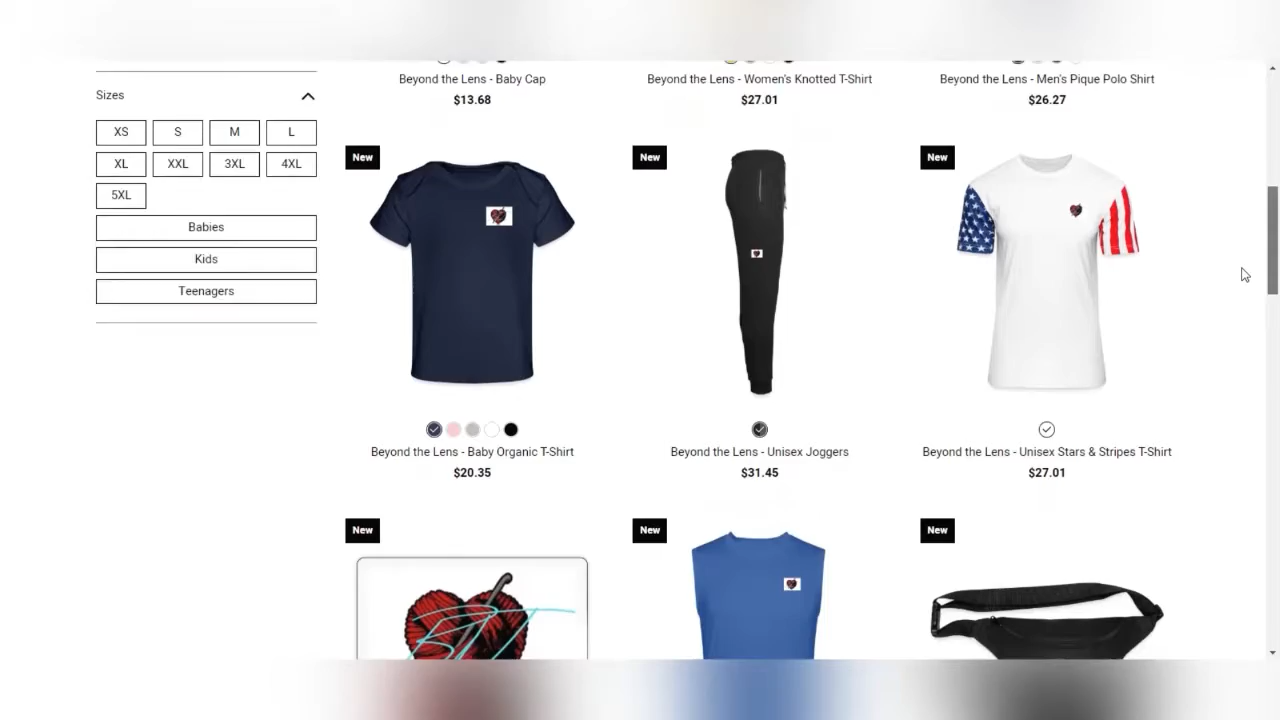 Sizes
XS S M L
XL XXL 3XL 4XL
5XL
Babies
Kids
Teenagers
Beyond the Lens - Baby Cap
$13.68
Beyond the Lens - Women's Knotted T-Shirt
$27.01
Beyond the Lens - Men's Pique Polo Shirt
$26.27
New
Beyond the Lens - Baby Organic T-Shirt
$20.35
New
Beyond the Lens - Unisex Joggers
$31.45
New
Beyond the Lens - Unisex Stars & Stripes T-Shirt
$27.01
New
New
New